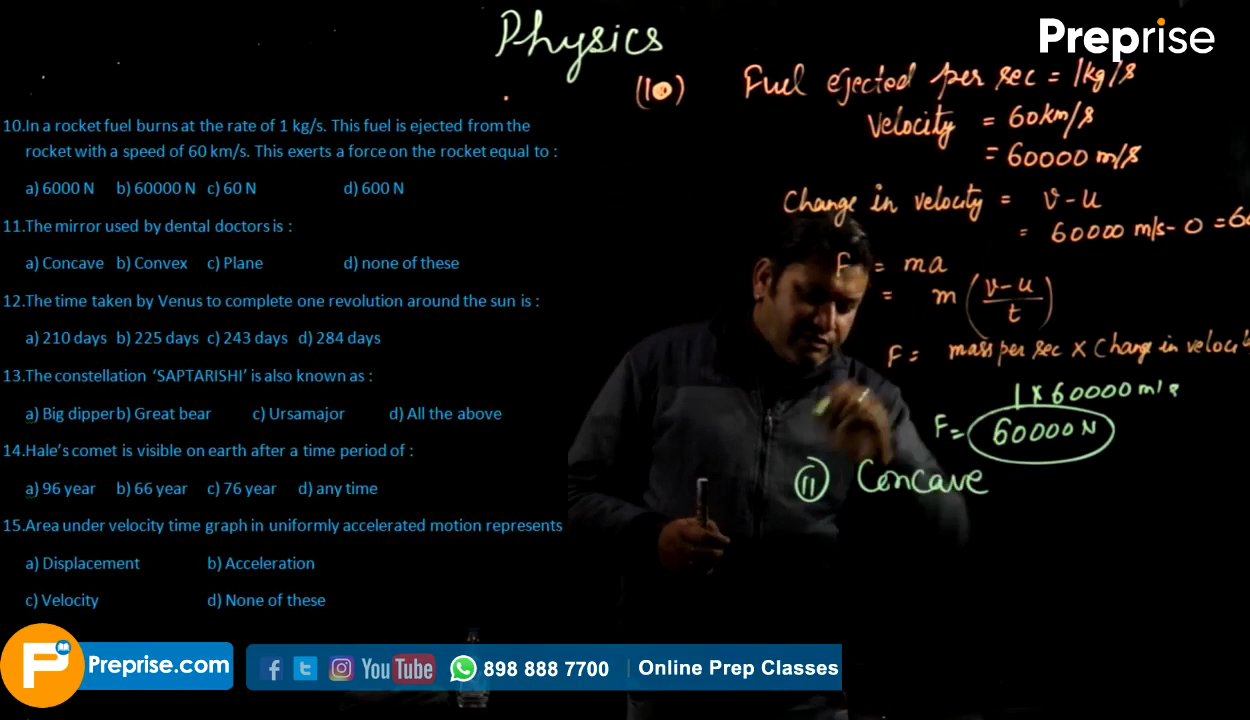 Physics
Preprise
10.In a rocket fuel burns at the rate of 1 kg/s. This fuel is ejected from the
rocket with a speed of 60 km/s. This exerts a force on the rocket equal to :
a) 6000 N b) 60000 N c) 60 N d) 600 N
11.The mirror used by dental doctors is :
a) Concave b) Convex c) Plane d) none of these
12.The time taken by Venus to complete one revolution around the sun is :
a) 210 days b) 225 days c) 243 days d) 284 days
13.The constellation ‘SAPTARISHI’ is also known as :
a) Big dipperb) Great bear c) Ursamajor d) All the above
14.Hale’s comet is visible on earth after a time period of :
a) 96 year b) 66 year c) 76 year d) any time
15.Area under velocity time graph in uniformly accelerated motion represents
a) Displacement b) Acceleration
c) Velocity d) None of these
(10) Fuel ejected per sec = 1kg/s
Velocity = 60km/s
= 60000 m/s
Change in velocity = v-u
= 60000 m/s - 0 = 60
F = ma
= m (v-u/t)
F = mass per sec x Change in
1 x 60000 m/s
F = 60000 N
(11) Concave
Preprise.com
YouTube 898 888 7700 | Online Prep Classes